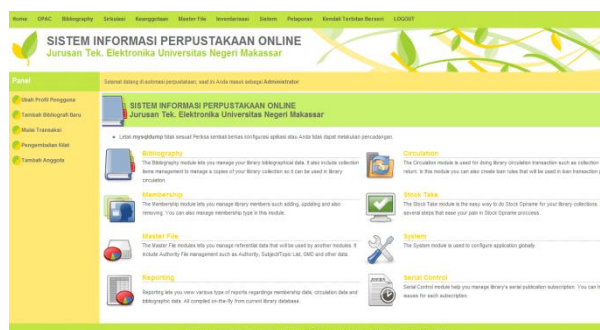 Home OPAC Bibliography Sirkulasi Keanggotaan Master File Inventarisasi Sistem Pelaporan Kendali Terbitan Berseri LOGOUT
SISTEM INFORMASI PERPUSTAKAAN ONLINE
Jurusan Tek. Elektronika Universitas Negeri Makassar
Panel
Selamat datang di automasi perpustakaan, saat ini Anda masuk sebagai Administrator
Ubah Profil Pengguna
Tambah Bibliografi Baru
Mulai Transaksi
Pengembalian Kilat
Tambah Anggota
SISTEM INFORMASI PERPUSTAKAAN ONLINE
Jurusan Tek. Elektronika Universitas Negeri Makassar
Letak mysqldump tidak sesuai! Periksa kembali berkas konfigurasi aplikasi atau Anda tidak dapat melakukan pencadangan.
Bibliography
The Bibliography module lets you manage your library bibliographical data. It also include collection
items management to manage a copies of your library collection so it can be used in library
circulation.
Circulation
The Circulation module is used for doing library circulation transaction such as collection
return. In this module you can also create loan rules that will be used in loan transaction
Membership
The Membership module lets you manage library members such adding, updating and also
removing. You can also manage membership type in this module.
Stock Take
The Stock Take module is the easy way to do Stock Opname for your library collections.
several steps that ease your pain in Stock Opname proccess.
Master File
The Master File modules lets you manage referential data that will be used by another modules. It
include Authority File management such as Authority, Subject/Topic List, GMD and other data.
System
The System module is used to configure application globally.
Reporting
Reporting lets you view various type of reports regardings membership data, circulation data and
bibliographic data. All compiled on-the-fly from current library database.
Serial Control
Serial Control module help you manage library's serial publication subscription. You can
issues for each subscription.